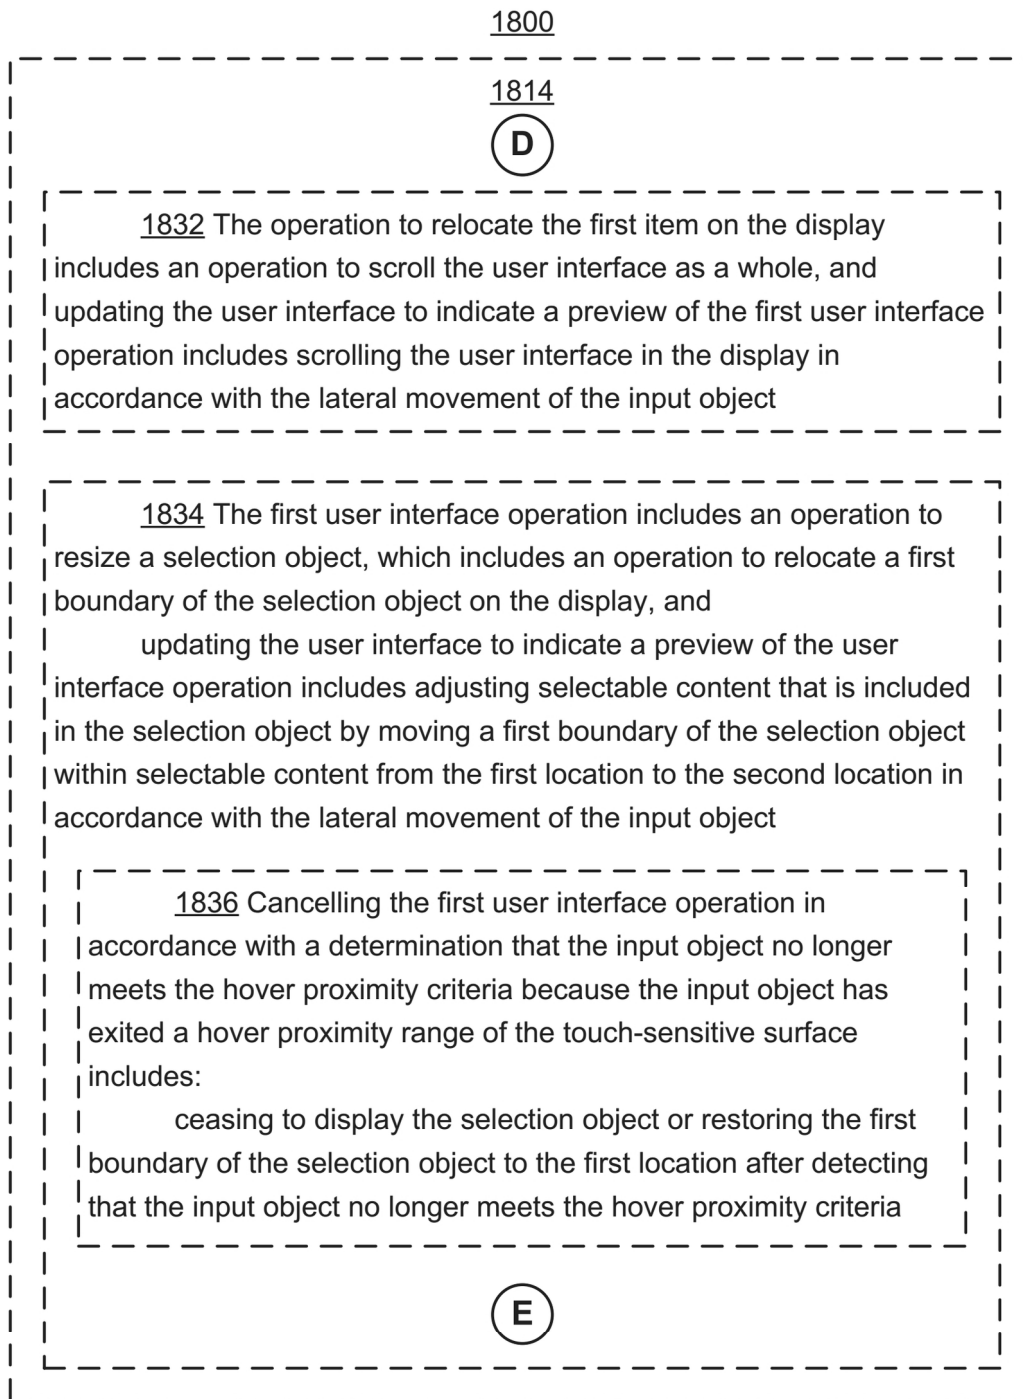 1800
1814
D
1832 The operation to relocate the first item on the display
includes an operation to scroll the user interface as a whole, and
updating the user interface to indicate a preview of the first user interface
operation includes scrolling the user interface in the display in
accordance with the lateral movement of the input object
1834 The first user interface operation includes an operation to
resize a selection object, which includes an operation to relocate a first
boundary of the selection object on the display, and
updating the user interface to indicate a preview of the user
interface operation includes adjusting selectable content that is included
in the selection object by moving a first boundary of the selection object
within selectable content from the first location to the second location in
accordance with the lateral movement of the input object
1836 Cancelling the first user interface operation in
accordance with a determination that the input object no longer
meets the hover proximity criteria because the input object has
exited a hover proximity range of the touch-sensitive surface
includes:
ceasing to display the selection object or restoring the first
boundary of the selection object to the first location after detecting
that the input object no longer meets the hover proximity criteria
E